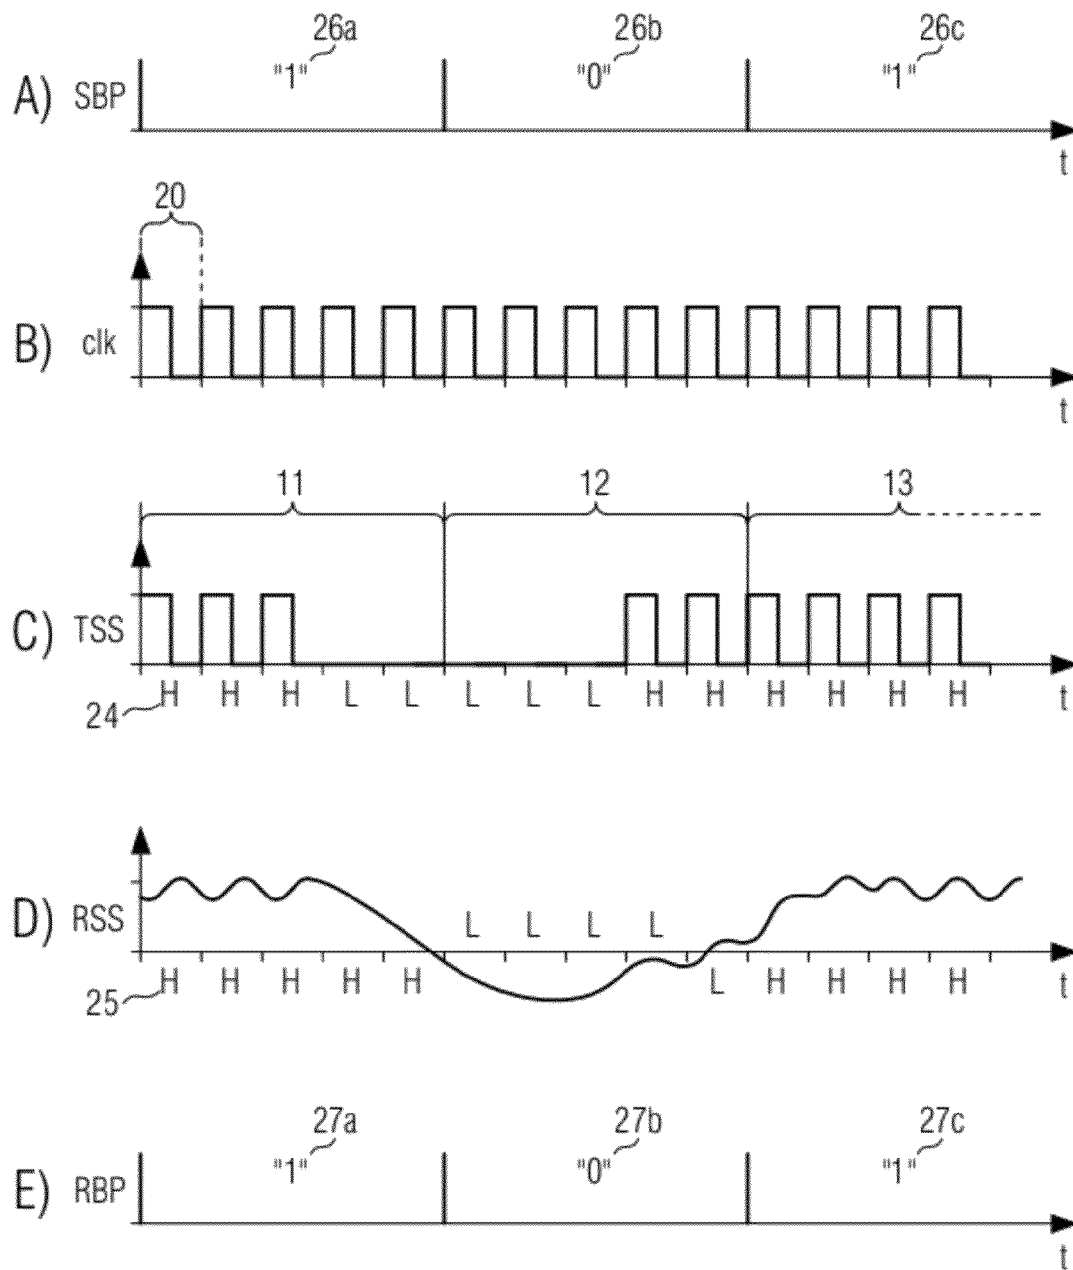 26a 26b 26c
A) SBP "1" "0" "1"
t
20
B) clk
t
11 12 13
C) TSS
24 H H H L L L L L H H H H H H t
D) RSS L L L L
25 H H H H H L H H H H t
27a 27b 27c
E) RBP "1" "0" "1"
t